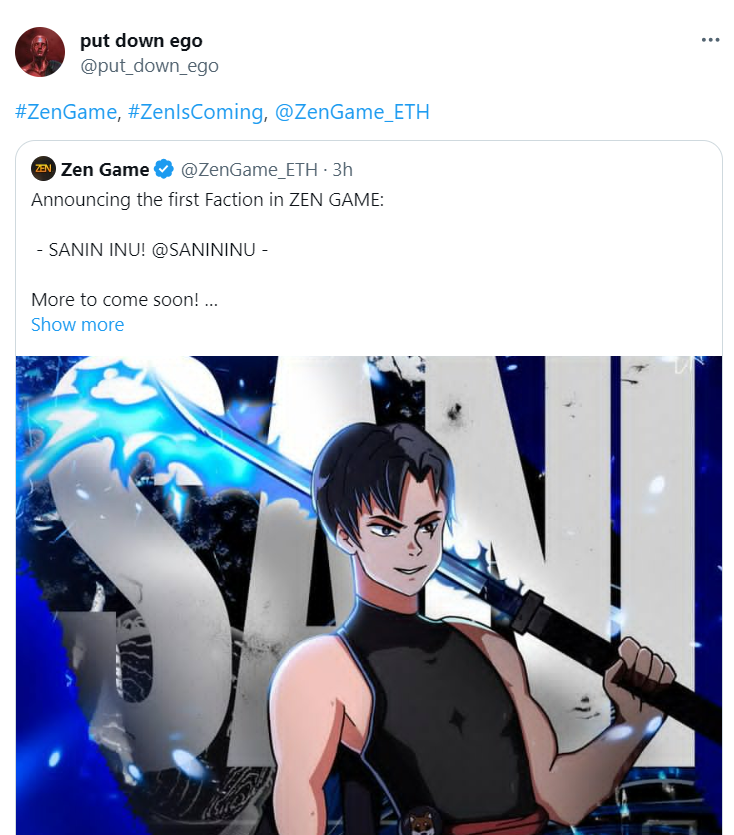 put down ego
@put_down_ego
#ZenGame, #ZenIsComing, @ZenGame_ETH
ZEN Zen Game @ZenGame_ETH · 3h
Announcing the first Faction in ZEN GAME:
- SANIN INU! @SANININU -
More to come soon! ...
Show more
SANI